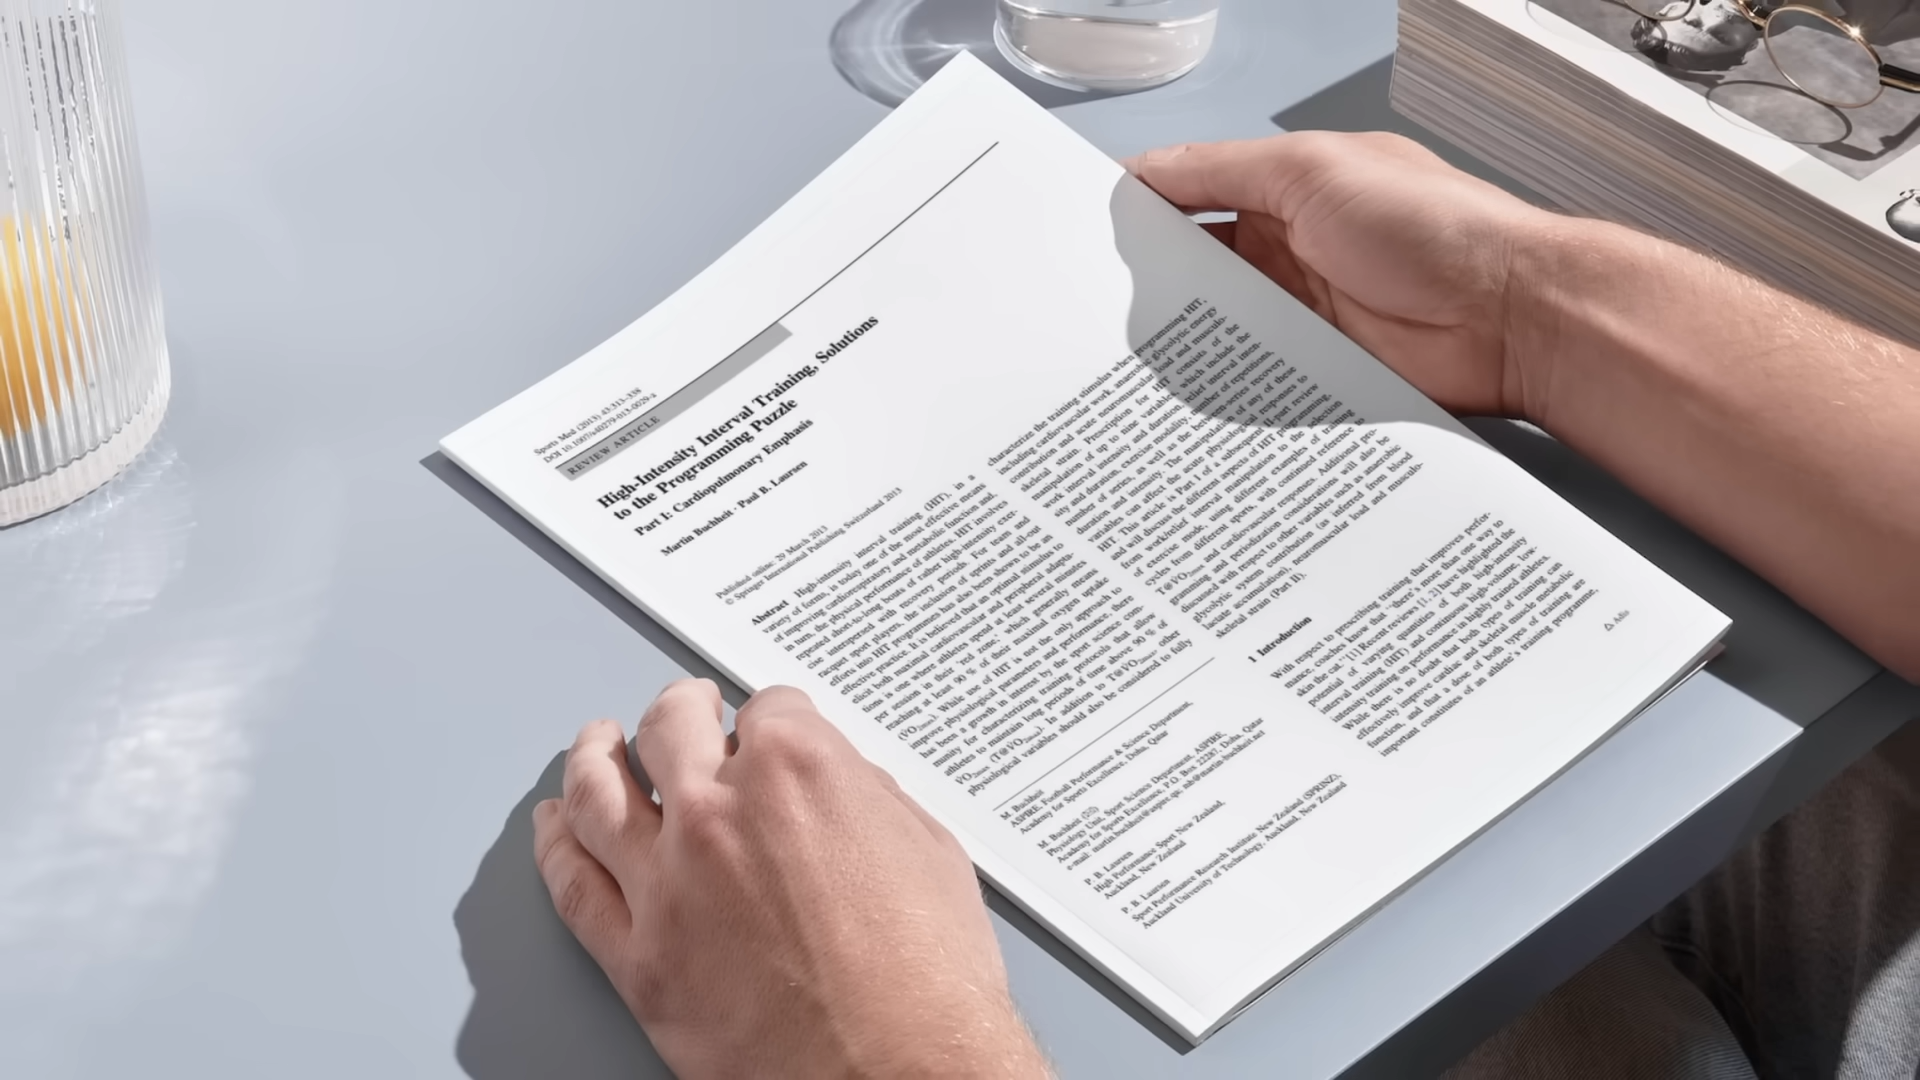 Sports Med (2013) 43:313–338
DOI 10.1007/s40279-013-0029-x
REVIEW ARTICLE
High-Intensity Interval Training, Solutions
to the Programming Puzzle
Part I: Cardiopulmonary Emphasis
Martin Buchheit · Paul B. Laursen
Published online: 29 March 2013
© Springer International Publishing Switzerland 2013
Abstract High-intensity interval training (HIT), in a
variety of forms, is today one of the most effective means
of improving cardiorespiratory and metabolic function and,
in turn, the physical performance of athletes. HIT involves
repeated short-to-long bouts of rather high-intensity exer-
cise interspersed with recovery periods. For team and
racquet sport players, the inclusion of sprints and all-out
efforts into HIT programmes has also been shown to be an
effective practice. It is believed that an optimal stimulus to
elicit both maximal cardiovascular and peripheral adapta-
tions is one where athletes spend at least several minutes
per session in their 'red zone,' which generally means
reaching at least 90 % of their maximal oxygen uptake
(V̇O2max). While use of HIT is not the only approach to
improve physiological parameters and performance, there
has been a growth in interest by the sport science com-
munity for characterizing training protocols that allow
athletes to maintain long periods of time above 90 % of
V̇O2max (T@V̇O2max). In addition to T@V̇O2max, other
physiological variables should also be considered to fully
M. Buchheit
ASPIRE, Football Performance & Science Department,
Academy for Sports Excellence, Doha, Qatar
M. Buchheit (✉)
Physiology Unit, Sport Science Department, ASPIRE,
Academy for Sports Excellence, P.O. Box 22287, Doha, Qatar
e-mail: martin.buchheit@aspire.qa; mb@martin-buchheit.net
P. B. Laursen
High Performance Sport New Zealand,
Auckland, New Zealand
P. B. Laursen
Sport Performance Research Institute New Zealand (SPRINZ),
Auckland University of Technology, Auckland, New Zealand
characterize the training stimulus when programming HIT,
including cardiovascular work, anaerobic glycolytic energy
contribution and acute neuromuscular load and musculo-
skeletal strain. Prescription for HIT consists of the
manipulation of up to nine variables, which include the
work interval intensity and duration, relief interval inten-
sity and duration, exercise modality, number of repetitions,
number of series, as well as the between-series recovery
duration and intensity. The manipulation of any of these
variables can affect the acute physiological responses to
HIT. This article is Part I of a subsequent II-part review
and will discuss the different aspects of HIT programming,
from work/relief interval manipulation to the selection
of exercise mode, using different examples of training
cycles from different sports, with continued reference to
T@V̇O2max and cardiovascular responses. Additional pro-
gramming and periodization considerations will also be
discussed with respect to other variables such as anaerobic
glycolytic system contribution (as inferred from blood
lactate accumulation), neuromuscular load and musculo-
skeletal strain (Part II).
1 Introduction
With respect to prescribing training that improves perfor-
mance, coaches know that "there's more than one way to
skin the cat." [1] Recent reviews [1, 2] have highlighted the
potential of varying quantities of both high-intensity
interval training (HIT) and continuous high-volume, low-
intensity training on performance in highly trained athletes.
While there is no doubt that both types of training can
effectively improve cardiac and skeletal muscle metabolic
function, and that a dose of both types of training are
important constitutes of an athlete's training programme,
Adis